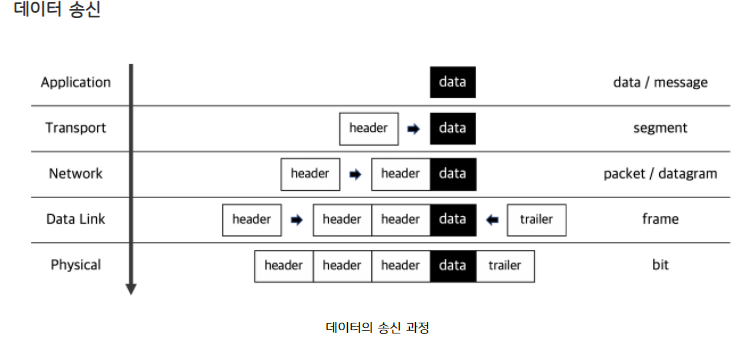 데이터 송신
Application data data / message
Transport header data segment
Network header header data packet / datagram
Data Link header header header data trailer frame
Physical header header header data trailer bit
데이터의 송신 과정